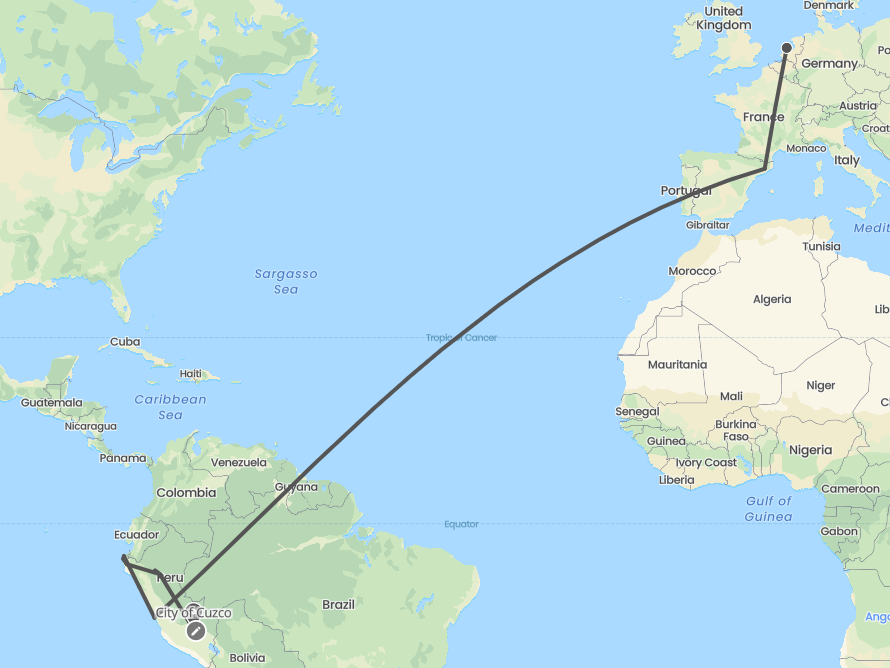 Denmark
United
Kingdom
Po
Germany
France
Austria
Croat
Monaco
Italy
Portugal
Gibraltar
Medit
Tunisia
Morocco
Sargasso
Sea
Algeria
Lib
Tropic of Cancer
Cuba
Mauritania
Haiti
Niger
Mali
Guatemala
Caribbean
Sea
Senegal
C
Nicaragua
Burkina
Faso
Guinea
Nigeria
Panama
Venezuela
Ivory Coast
Liberia
Guyana
Colombia
Cameroon
Gulf of
Guinea
Equator
Ecuador
Gabon
Peru
Brazil
City of Cuzco
Ango
Bolivia